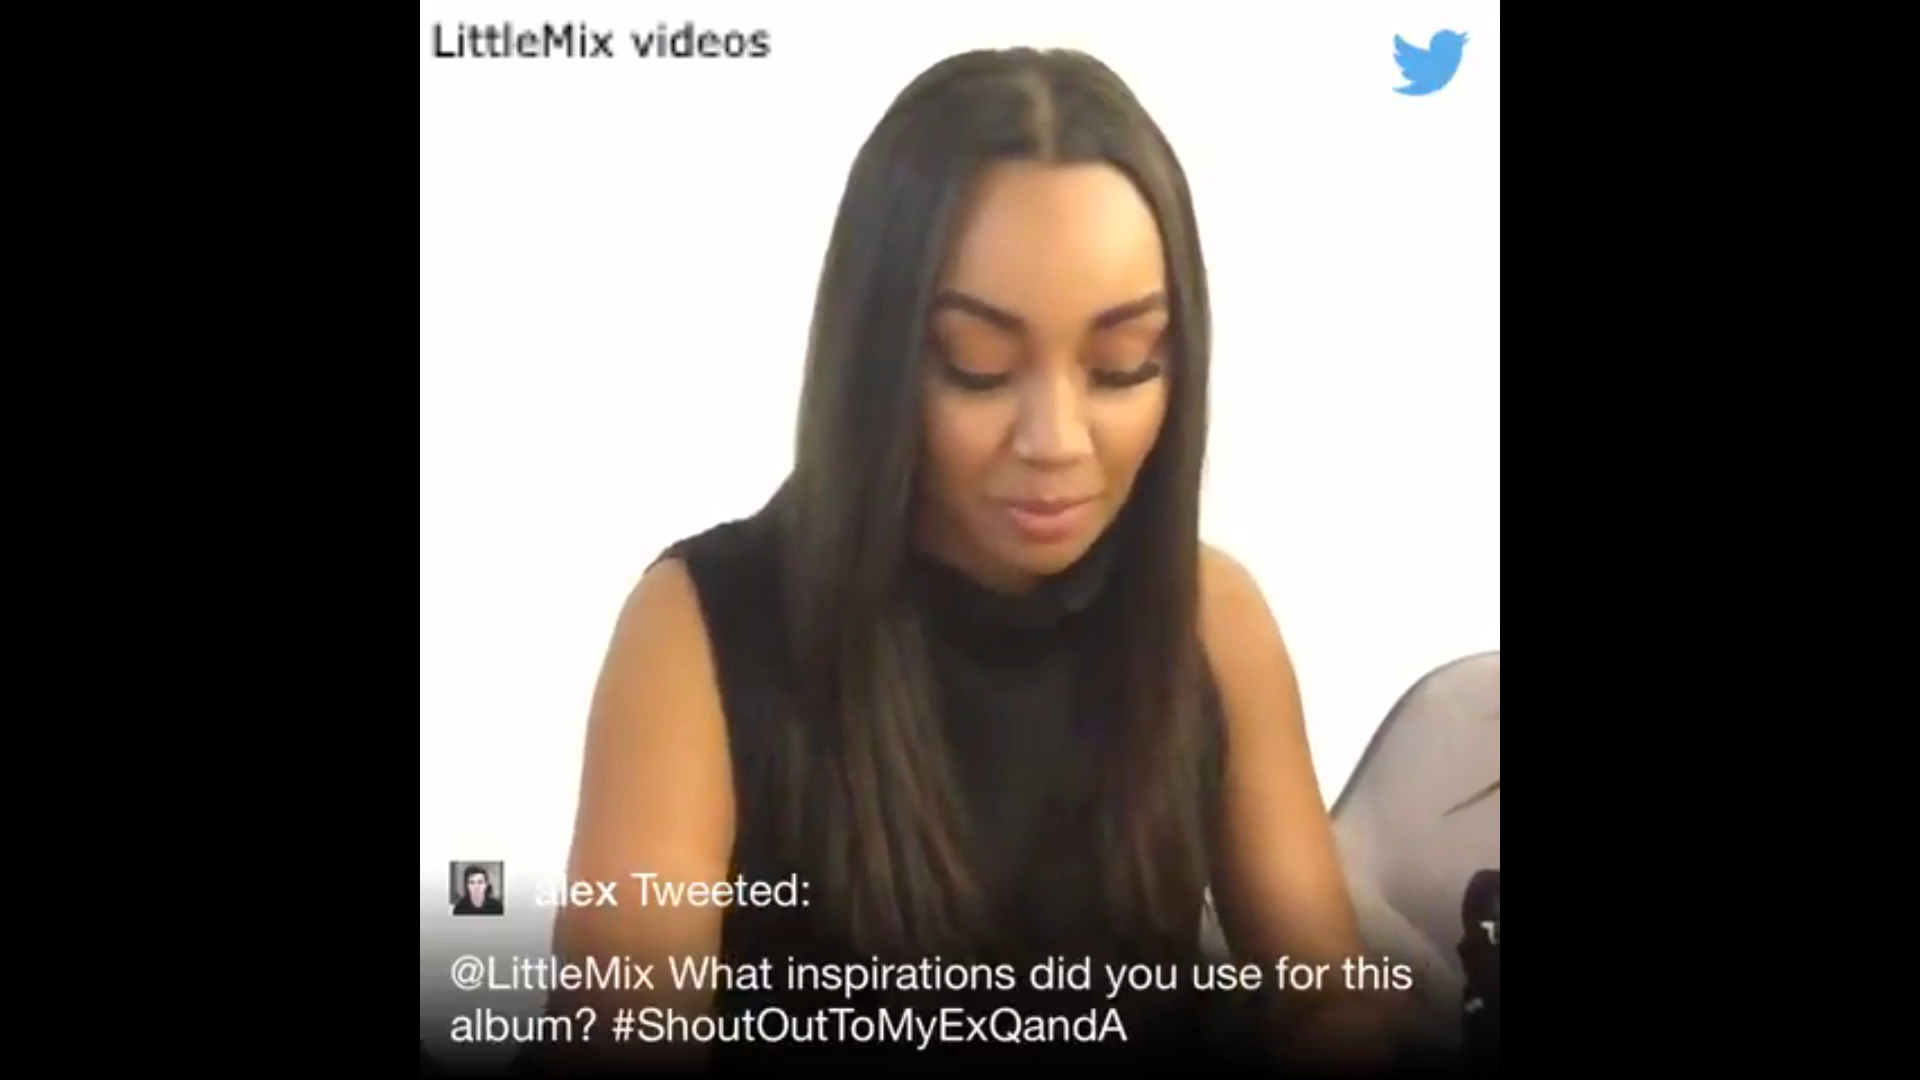 LittleMix videos
alex Tweeted:
@LittleMix What inspirations did you use for this
album? #ShoutOutToMyExQandA